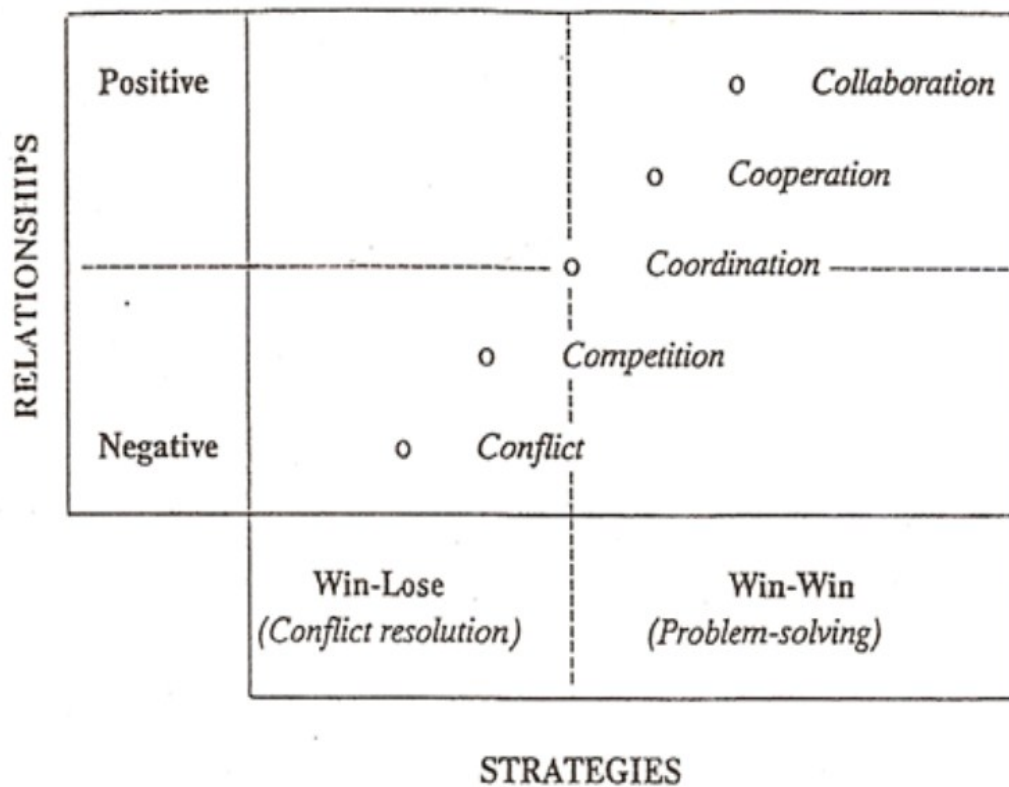 RELATIONSHIPS
Positive
Collaboration
Cooperation
Coordination
Competition
Negative
Conflict
Win-Lose
(Conflict resolution)
Win-Win
(Problem-solving)
STRATEGIES